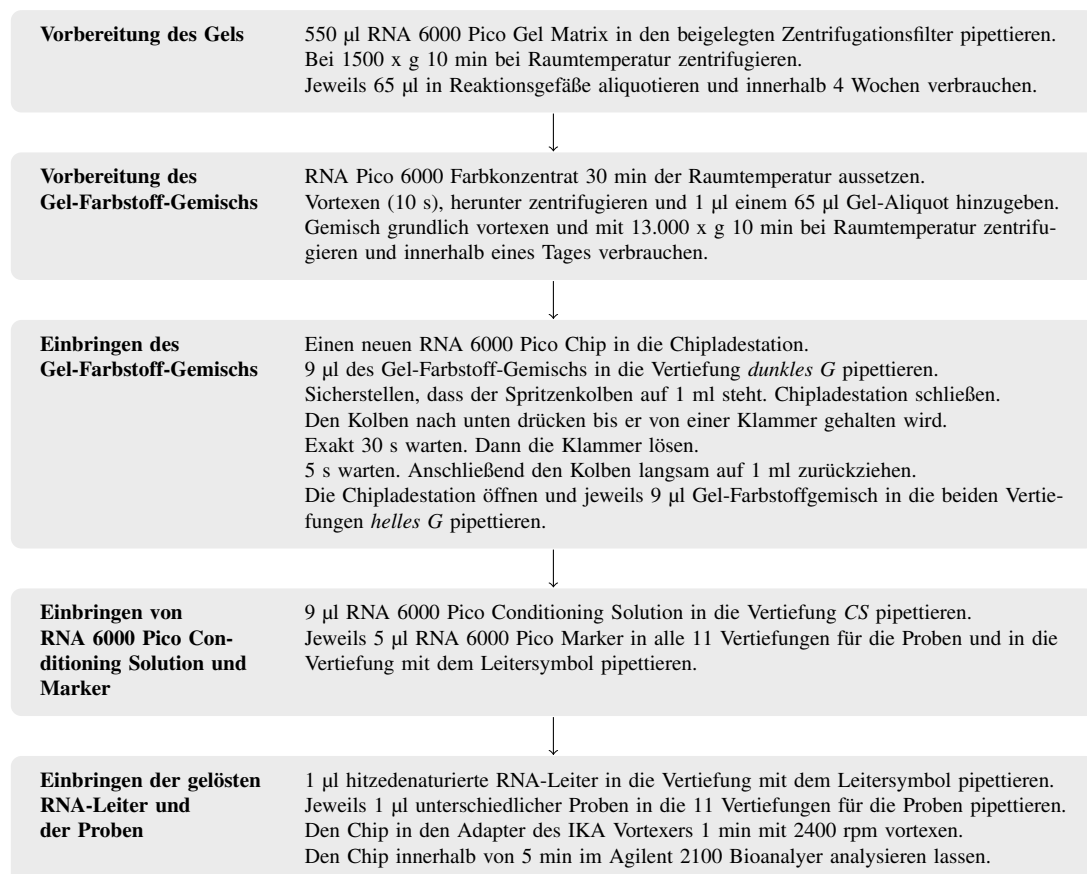 Vorbereitung des Gels
550 µl RNA 6000 Pico Gel Matrix in den beigelegten Zentrifugationsfilter pipettieren.
Bei 1500 x g 10 min bei Raumtemperatur zentrifugieren.
Jeweils 65 µl in Reaktionsgefäße aliquotieren und innerhalb 4 Wochen verbrauchen.
Vorbereitung des
Gel-Farbstoff-Gemischs
RNA Pico 6000 Farbkonzentrat 30 min der Raumtemperatur aussetzen.
Vortexen (10 s), herunter zentrifugieren und 1 µl einem 65 µl Gel-Aliquot hinzugeben.
Gemisch grundlich vortexen und mit 13.000 x g 10 min bei Raumtemperatur zentrifu-
gieren und innerhalb eines Tages verbrauchen.
Einbringen des
Gel-Farbstoff-Gemischs
Einen neuen RNA 6000 Pico Chip in die Chipladestation.
9 µl des Gel-Farbstoff-Gemischs in die Vertiefung dunkles G pipettieren.
Sicherstellen, dass der Spritzenkolben auf 1 ml steht. Chipladestation schließen.
Den Kolben nach unten drücken bis er von einer Klammer gehalten wird.
Exakt 30 s warten. Dann die Klammer lösen.
5 s warten. Anschließend den Kolben langsam auf 1 ml zurückziehen.
Die Chipladestation öffnen und jeweils 9 µl Gel-Farbstoffgemisch in die beiden Vertie-
fungen helles G pipettieren.
Einbringen von
RNA 6000 Pico Con-
ditioning Solution und
Marker
9 µl RNA 6000 Pico Conditioning Solution in die Vertiefung CS pipettieren.
Jeweils 5 µl RNA 6000 Pico Marker in alle 11 Vertiefungen für die Proben und in die
Vertiefung mit dem Leitersymbol pipettieren.
Einbringen der gelösten
RNA-Leiter und
der Proben
1 µl hitzedenaturierte RNA-Leiter in die Vertiefung mit dem Leitersymbol pipettieren.
Jeweils 1 µl unterschiedlicher Proben in die 11 Vertiefungen für die Proben pipettieren.
Den Chip in den Adapter des IKA Vortexers 1 min mit 2400 rpm vortexen.
Den Chip innerhalb von 5 min im Agilent 2100 Bioanalyer analysieren lassen.